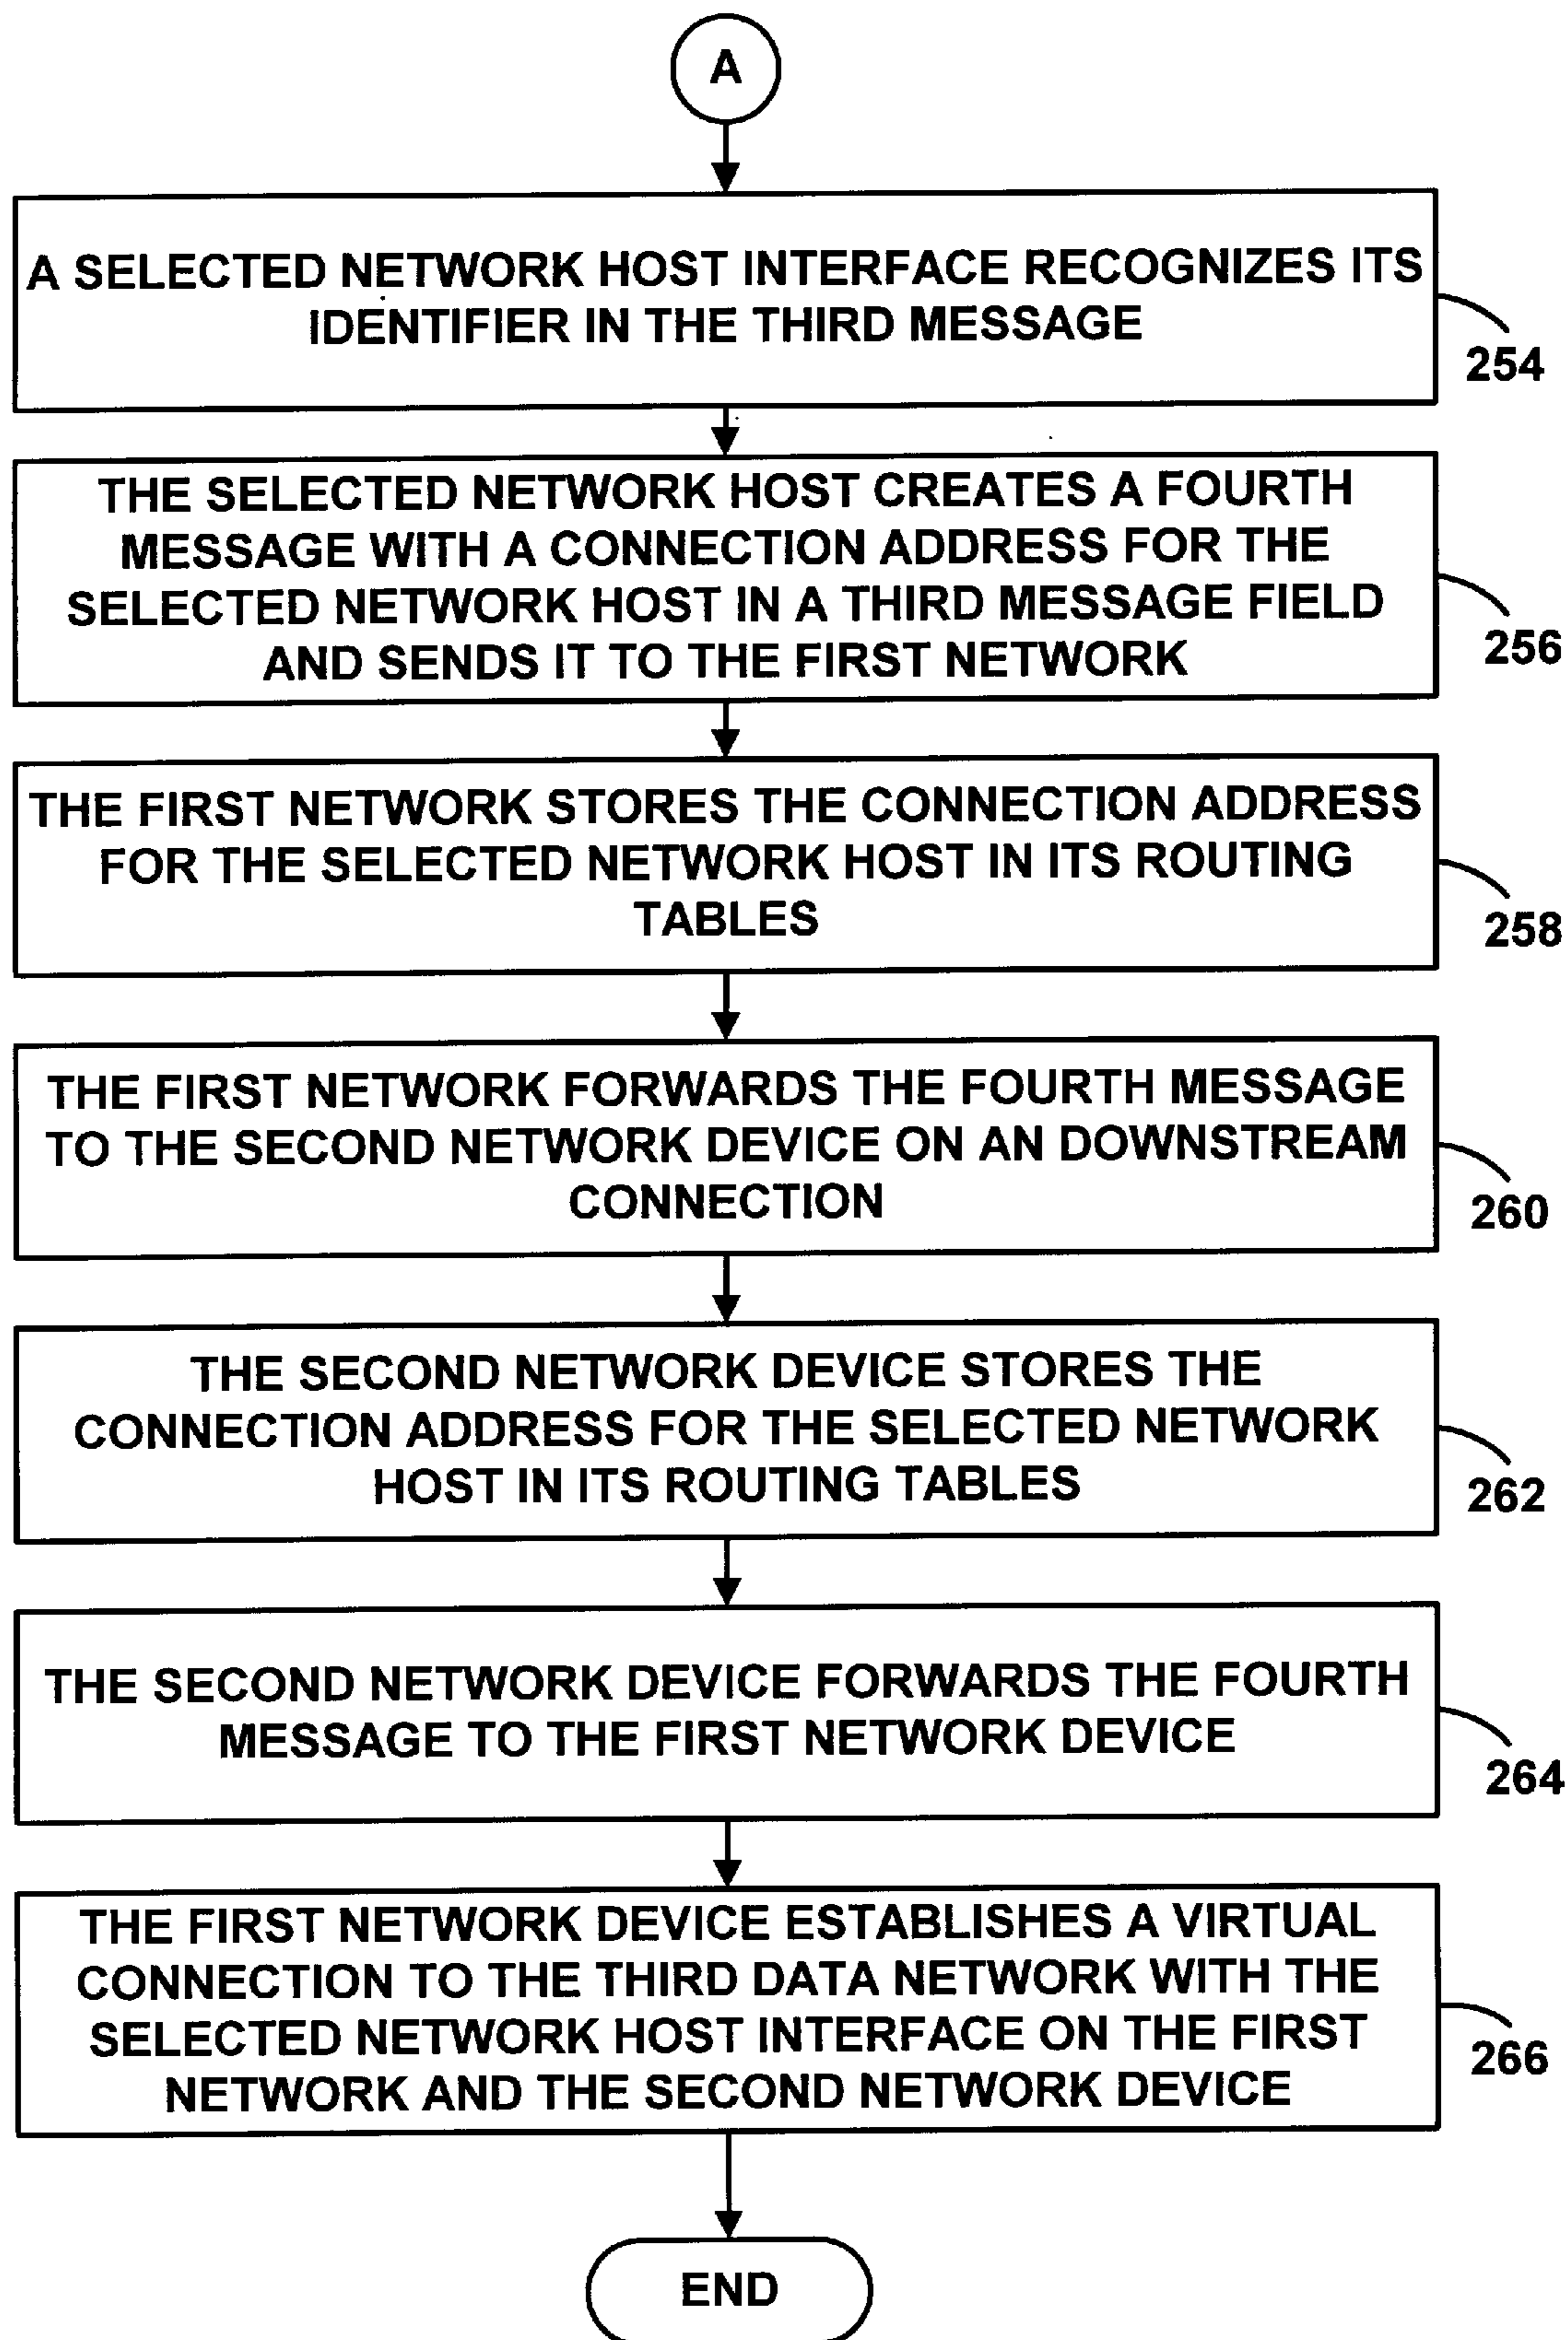 A
A SELECTED NETWORK HOST INTERFACE RECOGNIZES ITS
IDENTIFIER IN THE THIRD MESSAGE
254
THE SELECTED NETWORK HOST CREATES A FOURTH
MESSAGE WITH A CONNECTION ADDRESS FOR THE
SELECTED NETWORK HOST IN A THIRD MESSAGE FIELD
AND SENDS IT TO THE FIRST NETWORK
256
THE FIRST NETWORK STORES THE CONNECTION ADDRESS
FOR THE SELECTED NETWORK HOST IN ITS ROUTING
TABLES
258
THE FIRST NETWORK FORWARDS THE FOURTH MESSAGE
TO THE SECOND NETWORK DEVICE ON AN DOWNSTREAM
CONNECTION
260
THE SECOND NETWORK DEVICE STORES THE
CONNECTION ADDRESS FOR THE SELECTED NETWORK
HOST IN ITS ROUTING TABLES
262
THE SECOND NETWORK DEVICE FORWARDS THE FOURTH
MESSAGE TO THE FIRST NETWORK DEVICE
264
THE FIRST NETWORK DEVICE ESTABLISHES A VIRTUAL
CONNECTION TO THE THIRD DATA NETWORK WITH THE
SELECTED NETWORK HOST INTERFACE ON THE FIRST
NETWORK AND THE SECOND NETWORK DEVICE
266
END